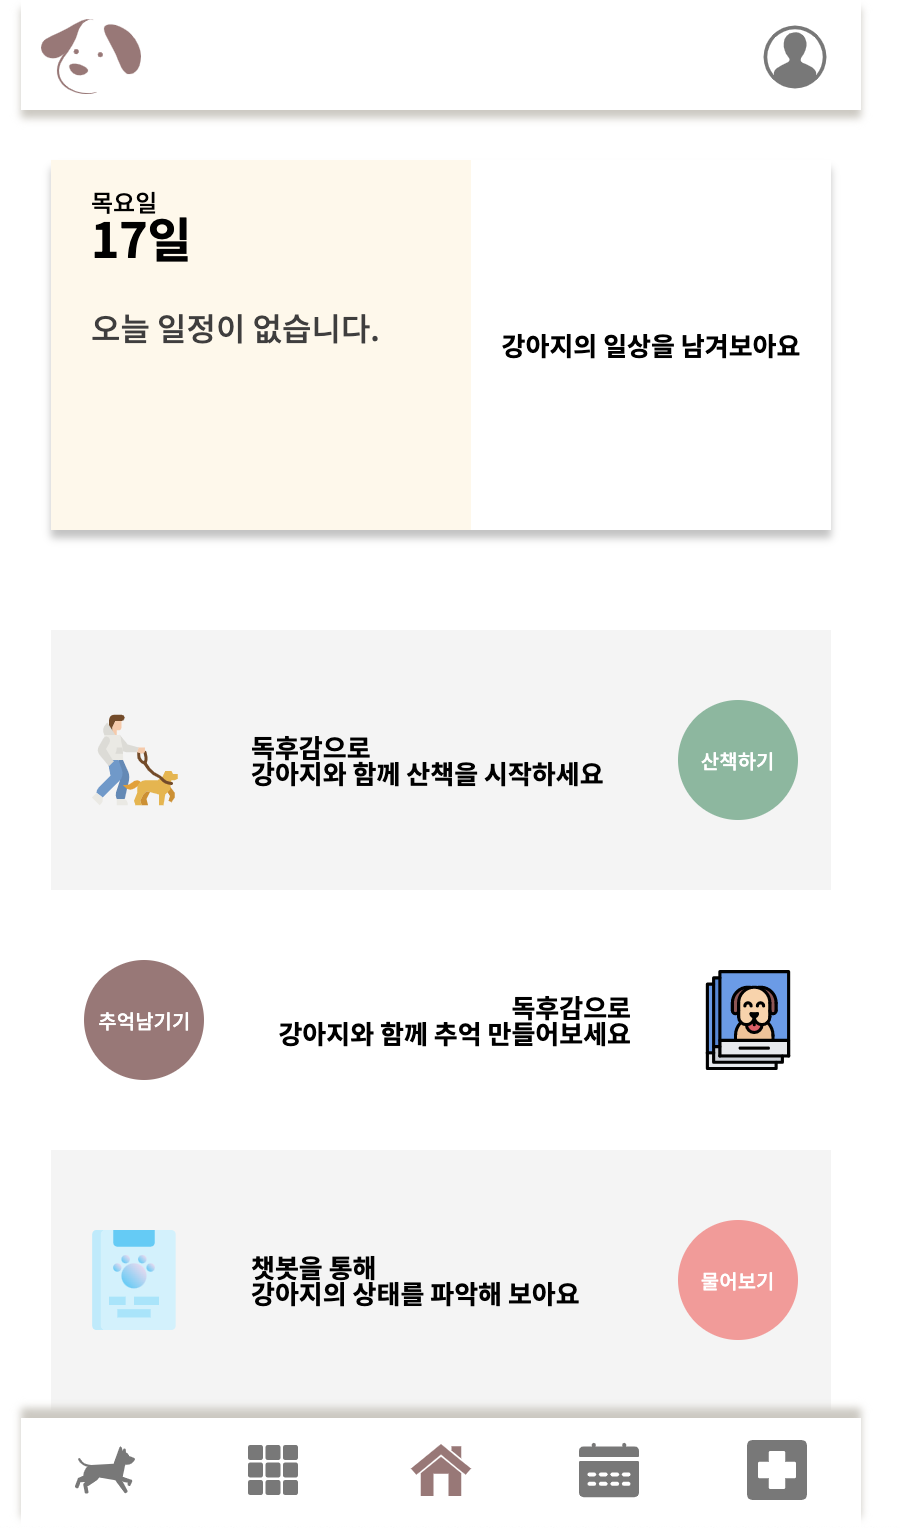 목요일
17일
오늘 일정이 없습니다.
강아지의 일상을 남겨보아요
독후감으로
강아지와 함께 산책을 시작하세요
산책하기
추억남기기
독후감으로
강아지와 함께 추억 만들어보세요
챗봇을 통해
강아지의 상태를 파악해 보아요
물어보기